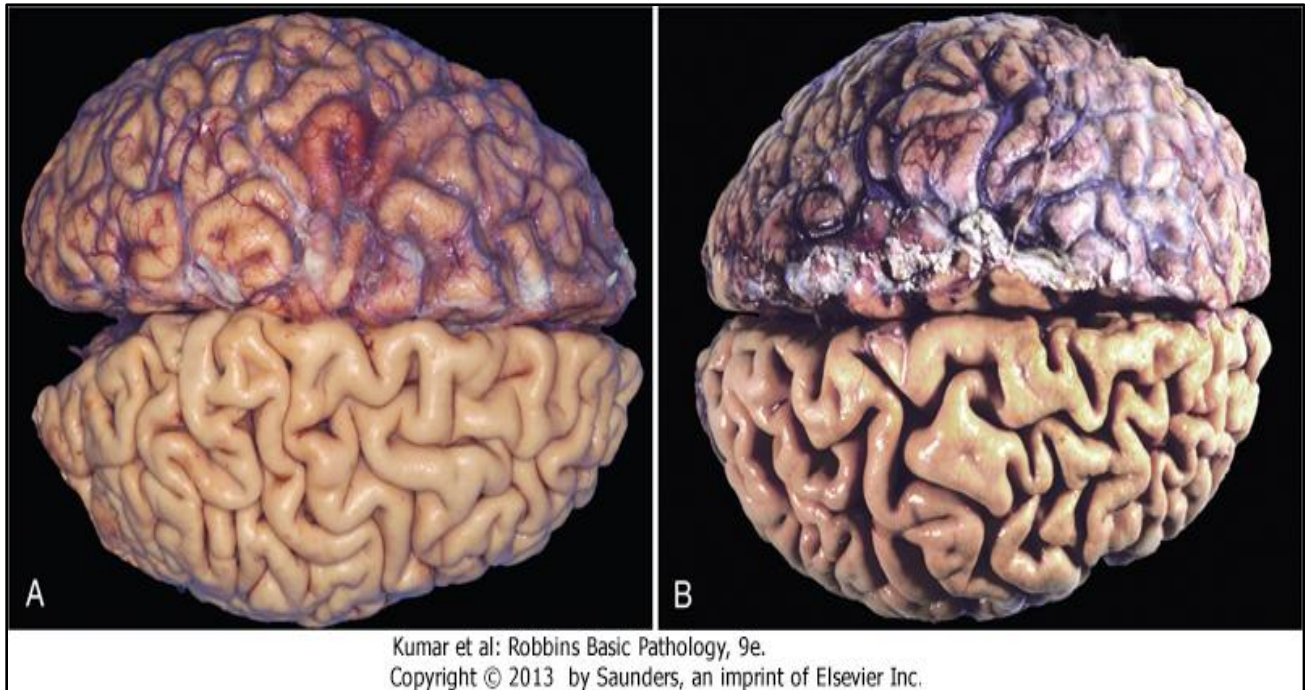 A
B
Kumar et al: Robbins Basic Pathology, 9e.
Copyright © 2013 by Saunders, an imprint of Elsevier Inc.